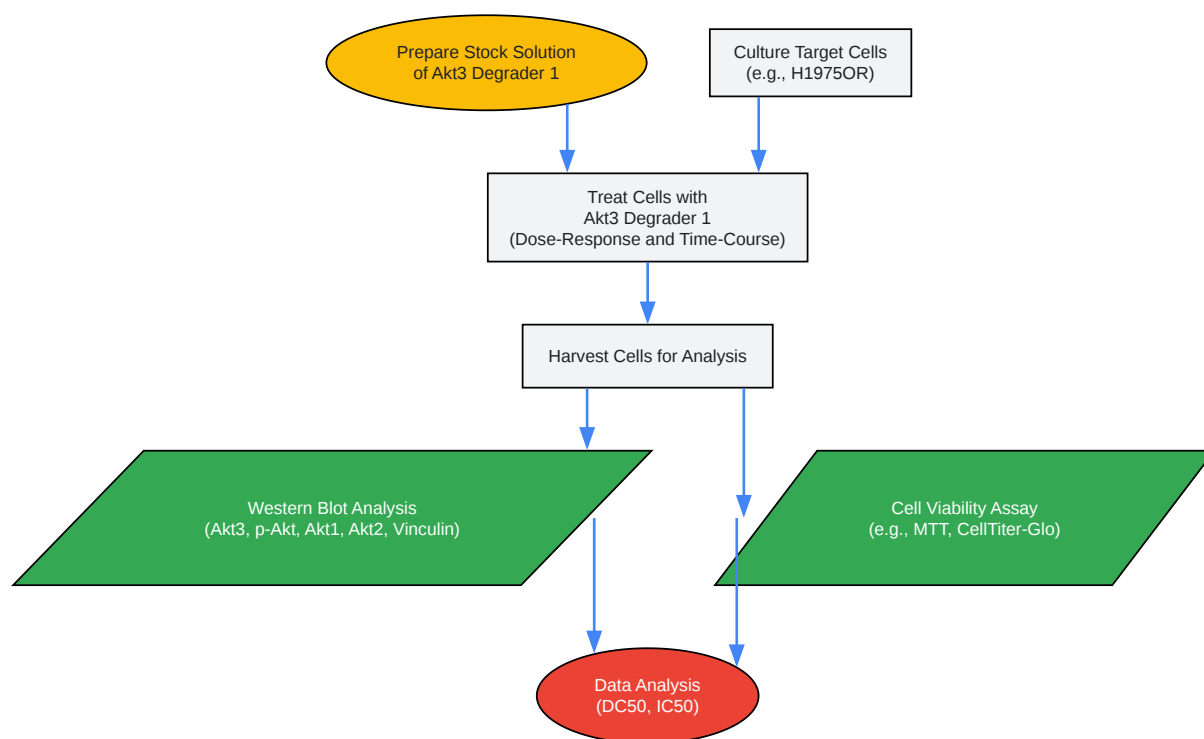 Prepare Stock Solution
of Akt3 Degrader 1
Culture Target Cells
(e.g., H1975OR)
Treat Cells with
Akt3 Degrader 1
(Dose-Response and Time-Course)
Harvest Cells for Analysis
Western Blot Analysis
(Akt3, p-Akt, Akt1, Akt2, Vinculin)
Cell Viability Assay
(e.g., MTT, CellTiter-Glo)
Data Analysis
(DC50, IC50)